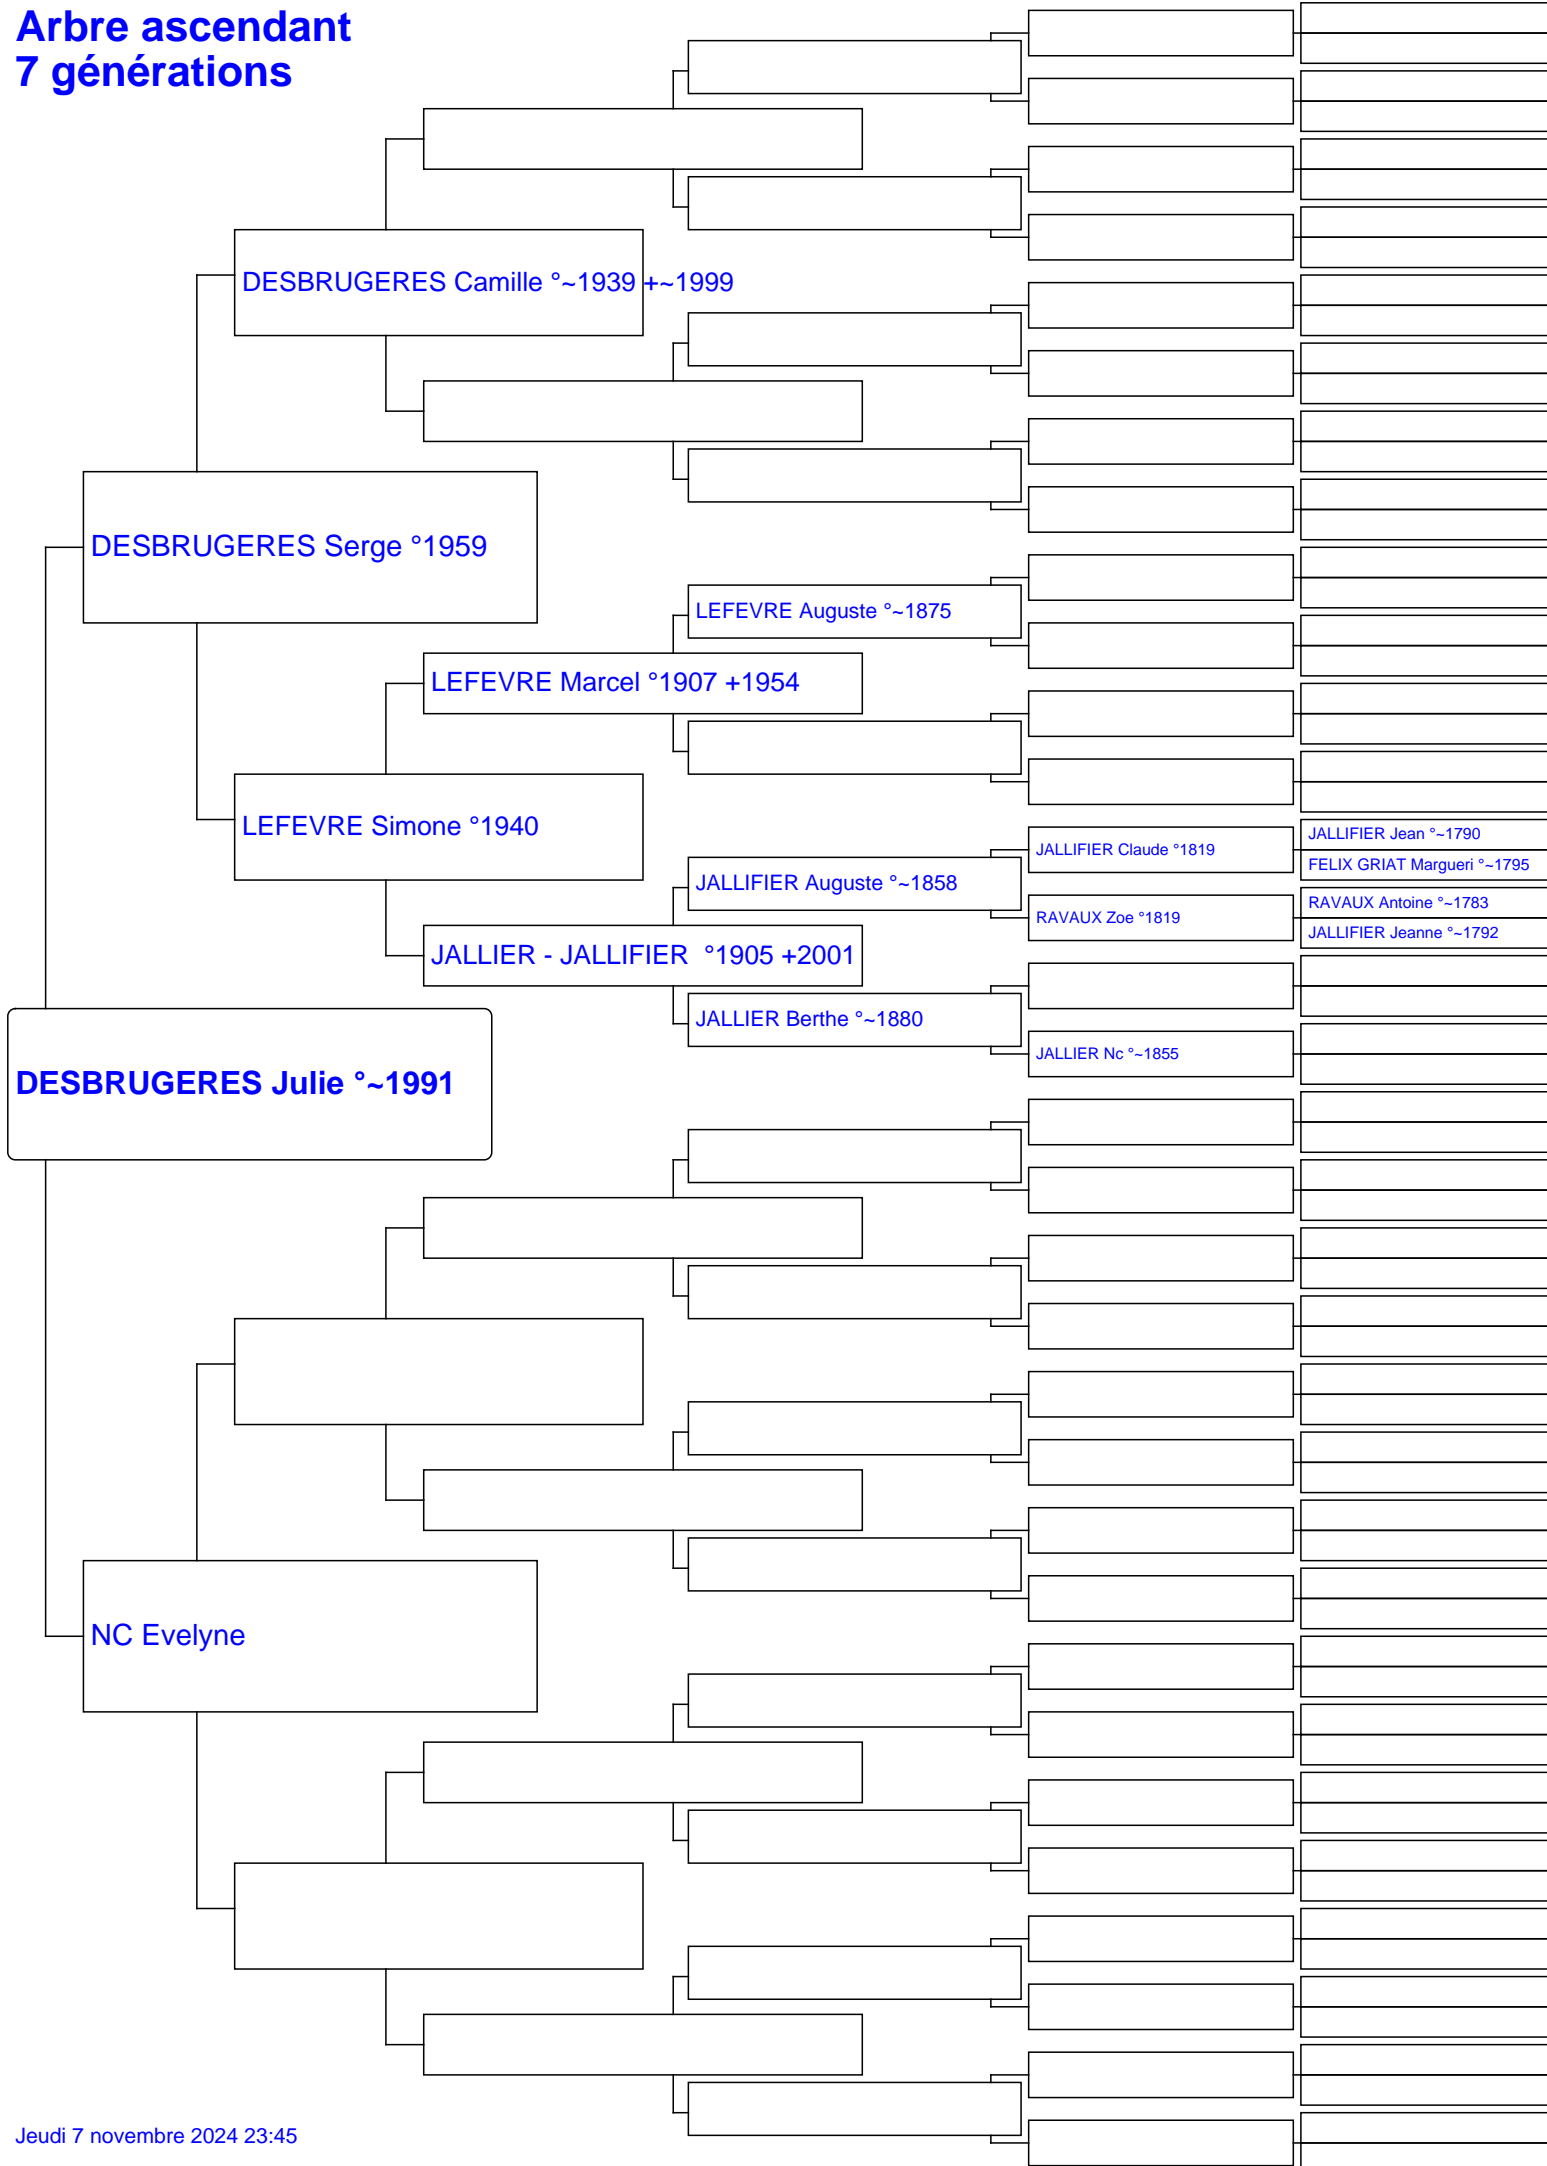 Arbre ascendant
7 générations
DESBRUGERES Camille °~1939 +~1999
DESBRUGERES Serge °1959
LEFEVRE Auguste °~1875
LEFEVRE Marcel °1907 +1954
LEFEVRE Simone °1940
JALLIFIER Jean °~1790
JALLIFIER Claude °1819
FELIX GRIAT Margueri °~1795
JALLIFIER Auguste °~1858
RAVAUX Antoine °~1783
RAVAUX Zoe °1819
JALLIFIER Jeanne °~1792
JALLIER - JALLIFIER °1905 +2001
JALLIER Berthe °~1880
JALLIER Nc °~1855
DESBRUGERES Julie °~1991
NC Evelyne
Jeudi 7 novembre 2024 23:45